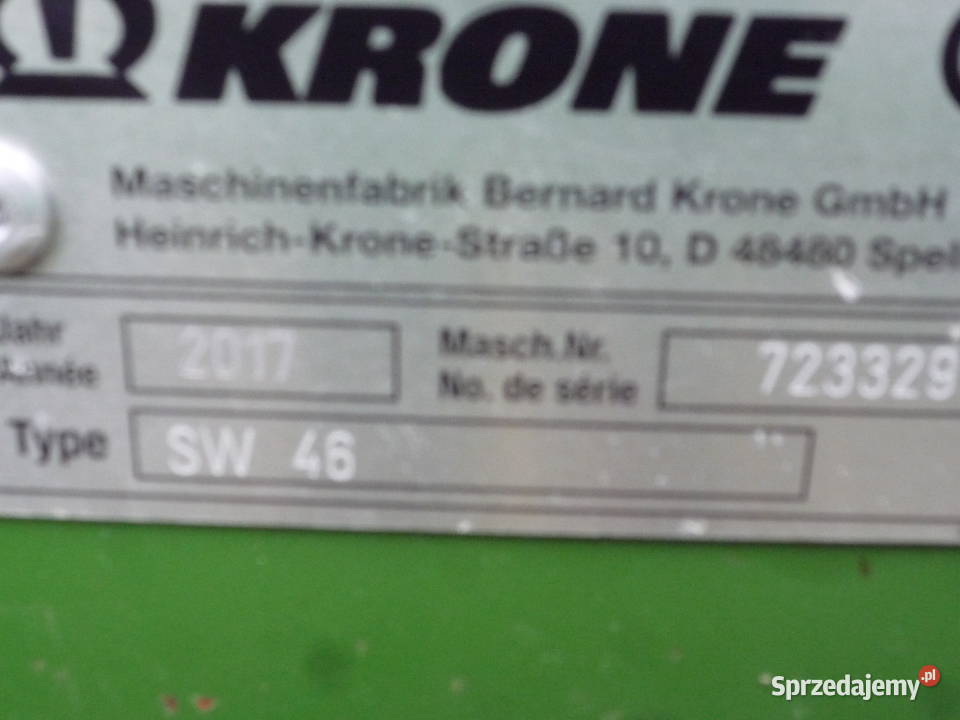 KRONE
Maschinenfabrik Bernard Krone GmbH
Heinrich-Krone-Straße 10, D 48480 Spel
Jahr 2017 Masch.Nr. 723329
Année No. de série
Type SW 46
Sprzedajemy.pl